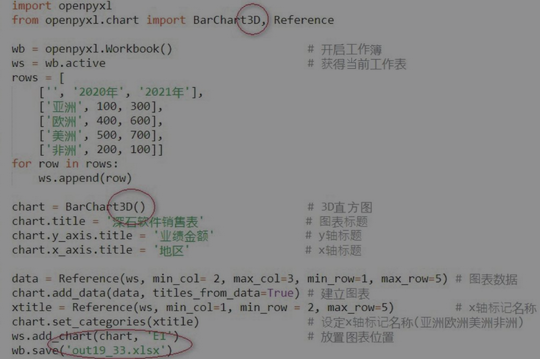 import openpyxl
from openpyxl.chart import BarChart3D, Reference
wb = openpyxl.Workbook() # 开启工作簿
ws = wb.active # 获得当前工作表
rows = [
['', '2020年', '2021年'],
['亚洲', 100, 300],
['欧洲', 400, 600],
['美洲', 500, 700],
['非洲', 200, 100]]
for row in rows:
ws.append(row)
chart = BarChart3D() # 3D直方图
chart.title = '深石软件销售表' # 图表标题
chart.y_axis.title = '业绩金额' # y轴标题
chart.x_axis.title = '地区' # x轴标题
data = Reference(ws, min_col= 2, max_col=3, min_row=1, max_row=5) # 图表数据
chart.add_data(data, titles_from_data=True) # 建立图表
xtitle = Reference(ws, min_col=1, min_row = 2, max_row=5) # x轴标记名称
chart.set_categories(xtitle) # 设定x轴标记名称(亚洲欧洲美洲非洲)
ws.add_chart(chart, 'E1') # 放置图表位置
wb.save('out19_33.xlsx')